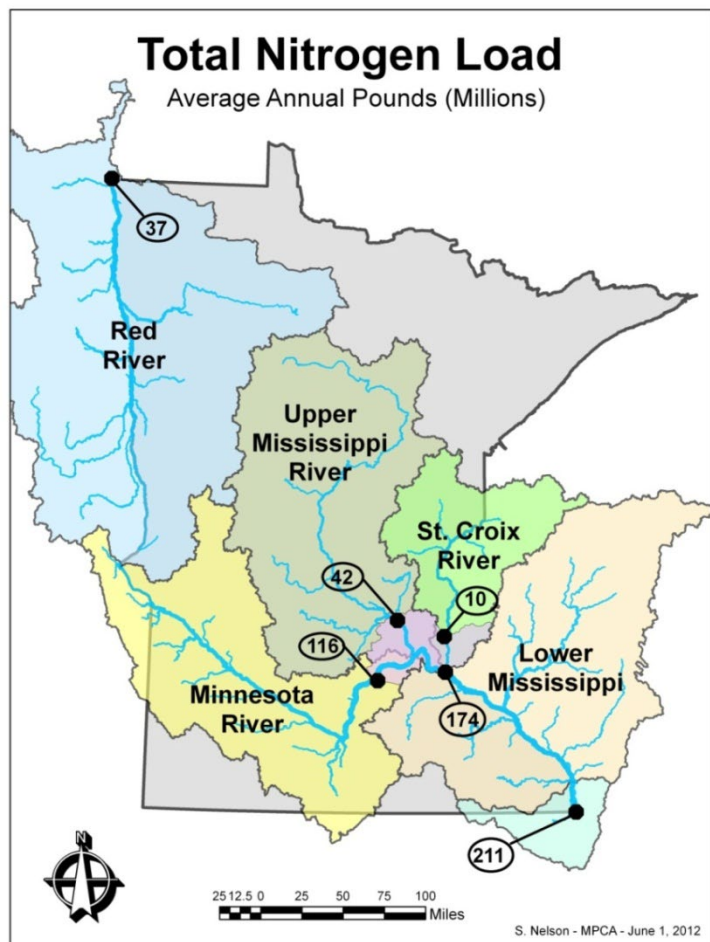 Total Nitrogen Load
Average Annual Pounds (Millions)
37
Red
River
Upper
Mississippi
River
St. Croix
River
42
10
116
Lower
Mississippi
Minnesota
River
174
211
N
25 12.5 0 25 50 75 100
Miles
S. Nelson - MPCA - June 1, 2012